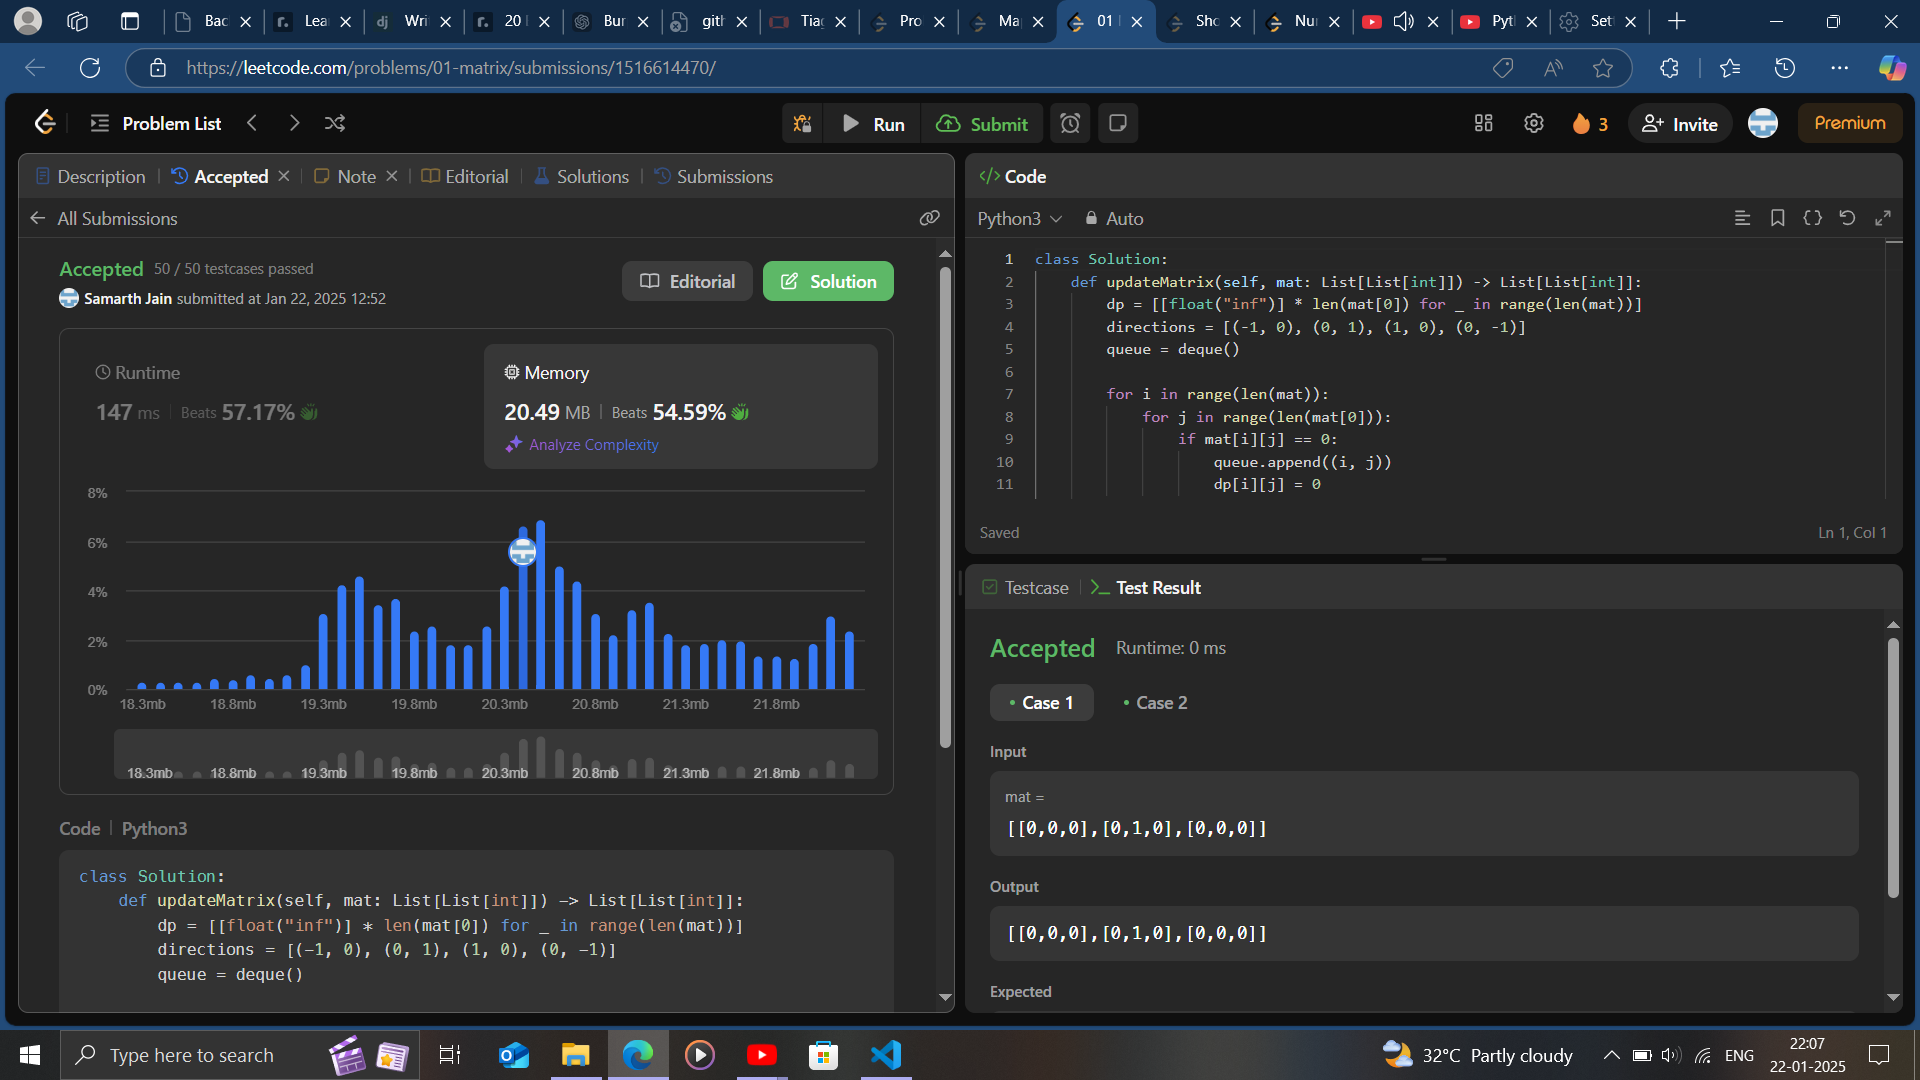 Bac
Lea
Writ
20
Bur
gith
Tiag
Pro
Ma
01
Sho
Nur
Pytl
Set
https://leetcode.com/problems/01-matrix/submissions/1516614470/
Problem List
Run
Submit
3
Invite
Premium
Description
Accepted
Note
Editorial
Solutions
Submissions
All Submissions
Accepted 50 / 50 testcases passed
Samarth Jain submitted at Jan 22, 2025 12:52
Editorial
Solution
Runtime
147 ms | Beats 57.17%
Memory
20.49 MB | Beats 54.59%
Analyze Complexity
8%
6%
4%
2%
0%
18.3mb 18.8mb 19.3mb 19.8mb 20.3mb 20.8mb 21.3mb 21.8mb
18.3mb 18.8mb 19.3mb 19.8mb 20.3mb 20.8mb 21.3mb 21.8mb
Code | Python3
class Solution:
def updateMatrix(self, mat: List[List[int]]) -> List[List[int]]:
dp = [[float("inf")] * len(mat[0]) for _ in range(len(mat))]
directions = [(-1, 0), (0, 1), (1, 0), (0, -1)]
queue = deque()
</> Code
Python3
Auto
1 class Solution:
2 def updateMatrix(self, mat: List[List[int]]) -> List[List[int]]:
3 dp = [[float("inf")] * len(mat[0]) for _ in range(len(mat))]
4 directions = [(-1, 0), (0, 1), (1, 0), (0, -1)]
5 queue = deque()
6
7 for i in range(len(mat)):
8 for j in range(len(mat[0])):
9 if mat[i][j] == 0:
10 queue.append((i, j))
11 dp[i][j] = 0
Saved
Ln 1, Col 1
Testcase
Test Result
Accepted Runtime: 0 ms
Case 1
Case 2
Input
mat =
[[0,0,0],[0,1,0],[0,0,0]]
Output
[[0,0,0],[0,1,0],[0,0,0]]
Expected
Type here to search
32°C Partly cloudy
ENG
22:07
22-01-2025